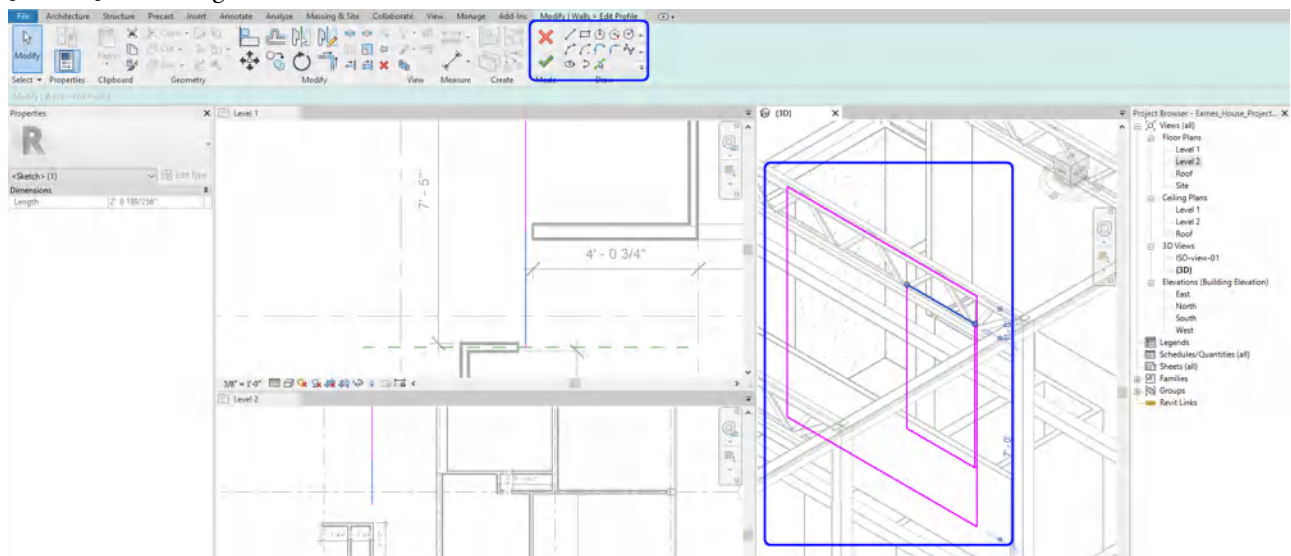 File Architecture Structure Precast Insert Annotate Analyze Massing & Site Collaborate View Manage Add-Ins Modify | Walls > Edit Profile
Modify
Select Properties Clipboard Geometry Modify View Measure Create Mode Draw
Modify | Walls > Edit Profile
Properties
Level 1
(3D)
Project Browser - Eames_House_Project...
R
<Sketch> (1)
Edit Type
Dimensions
Length
7' - 5"
4' - 0 3/4"
3/8" = 1'-0"
Level 2
Views (all)
Floor Plans
Level 1
Level 2
Roof
Site
Ceiling Plans
Level 1
Level 2
Roof
3D Views
ISO-view-01
(3D)
Elevations (Building Elevation)
East
North
South
West
Legends
Schedules/Quantities (all)
Sheets (all)
Families
Groups
Revit Links